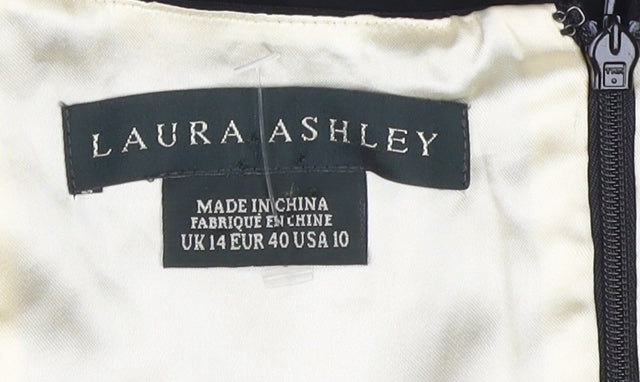 LAURA ASHLEY
MADE IN CHINA
FABRIQUÉ EN CHINE
UK 14 EUR 40 USA 10